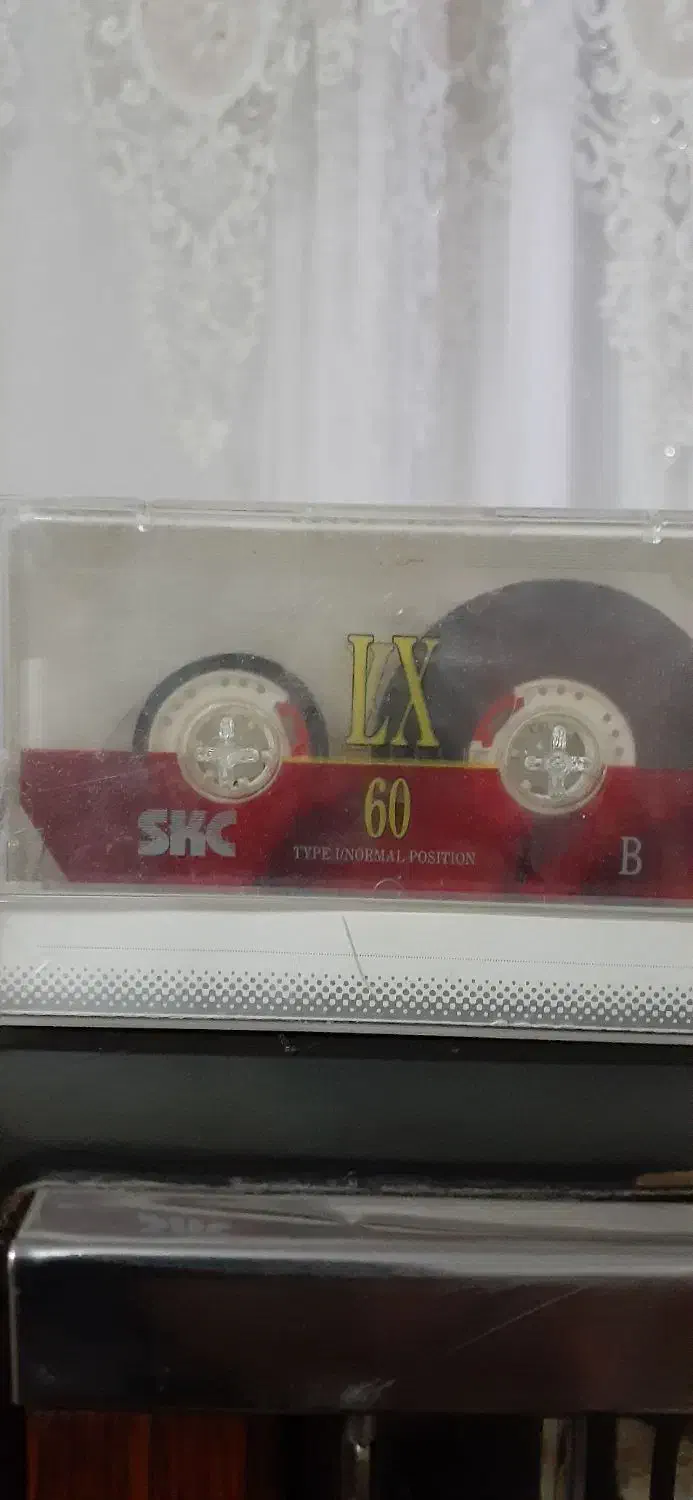 LX
60
SKC
TYPE I/NORMAL POSITION
B